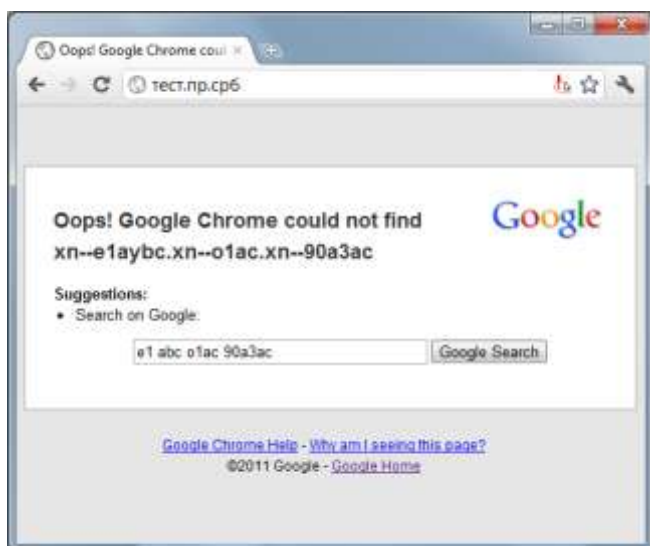 Oops! Google Chrome coul
тест.пр.срб
Oops! Google Chrome could not find
xn--e1aybc.xn--o1ac.xn--90a3ac
Google
Suggestions:
• Search on Google:
e1 abc o1ac 90a3ac
Google Search
Google Chrome Help - Why am I seeing this page?
©2011 Google - Google Home